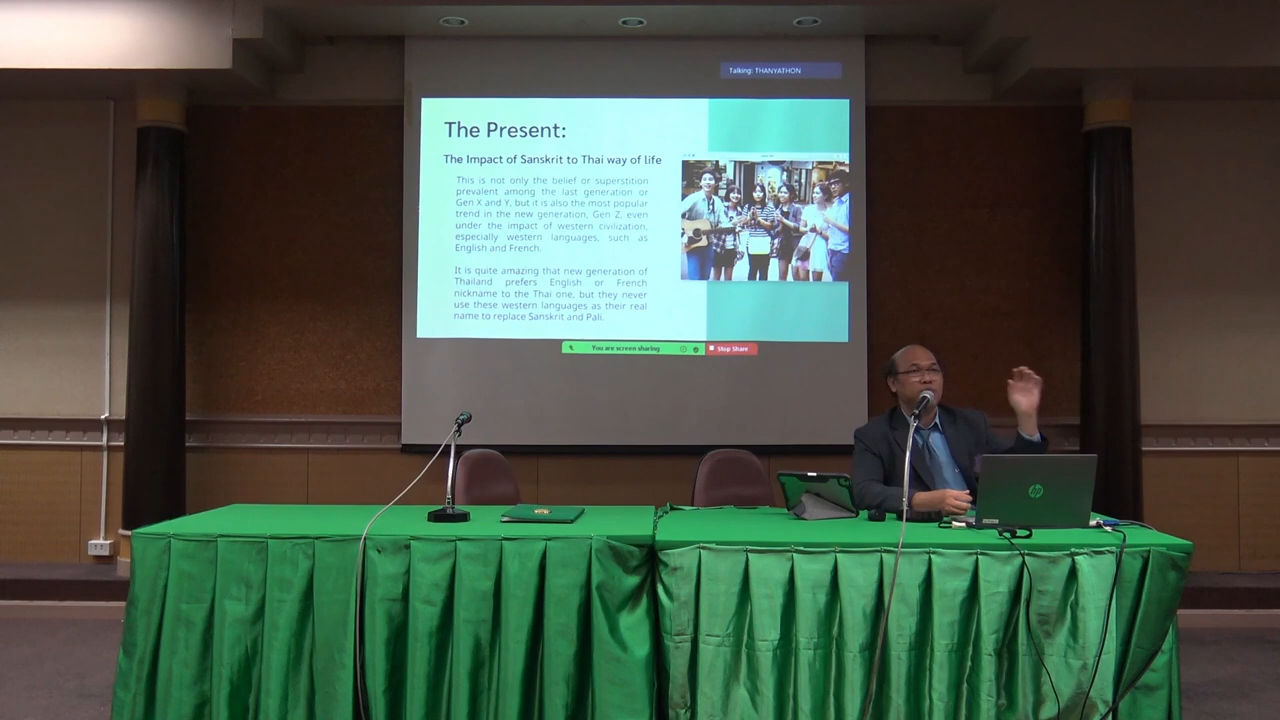 Talking: THANYATHON
The Present:
The Impact of Sanskrit to Thai way of life
This is not only the belief or superstition
prevalent among the last generation or
Gen X and Y, but it is also the most popular
trend in the new generation, Gen Z, even
under the impact of western civilization,
especially western languages, such as
English and French.
It is quite amazing that new generation of
Thailand prefers English or French
nickname to the Thai one, but they never
use these western languages as their real
name to replace Sanskrit and Pali.
You are screen sharing
Stop Share
hp